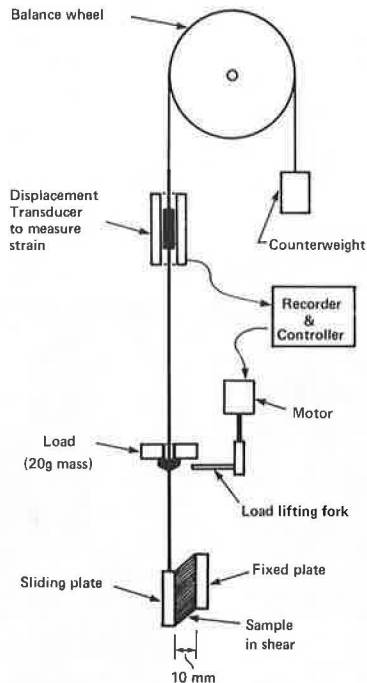 Balance wheel
Displacement
Transducer
to measure
strain
Counterweight
Recorder
&
Controller
Motor
Load
(20g mass)
Load lifting fork
Fixed plate
Sliding plate
Sample
in shear
10 mm